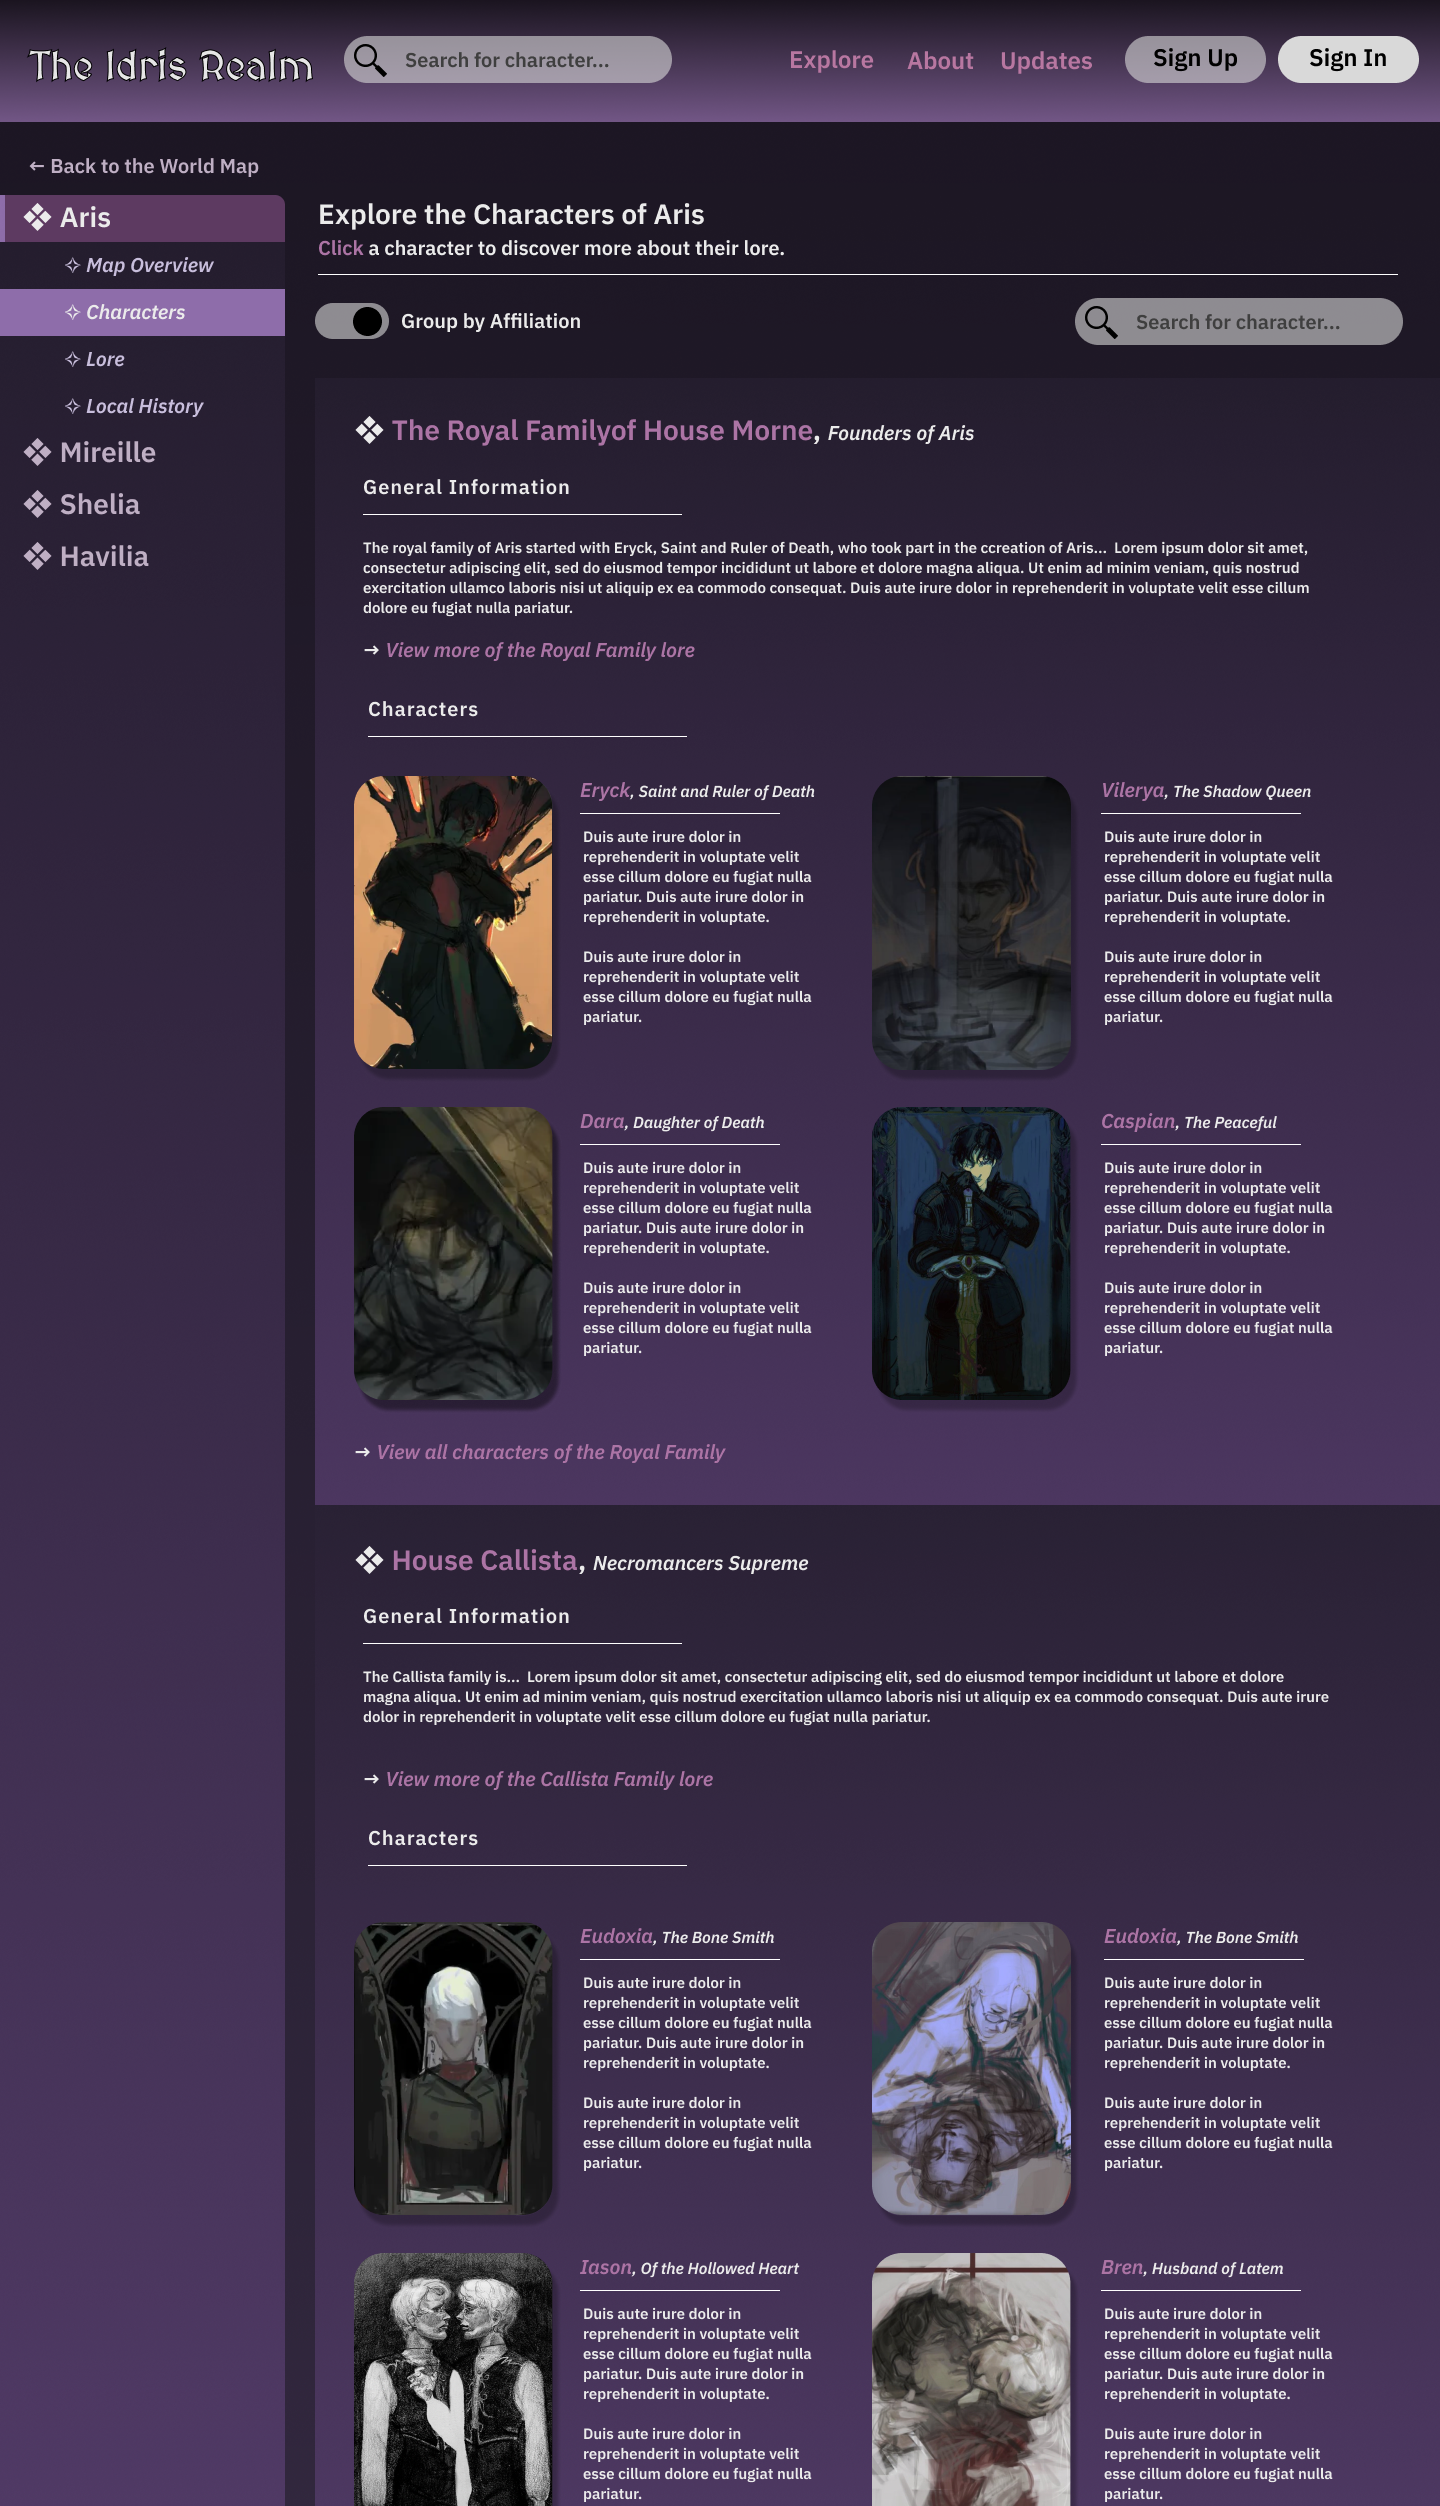 The Idris Realm
Search for character...
Explore
About
Updates
Sign Up
Sign In
← Back to the World Map
❖ Aris
✧ Map Overview
✧ Characters
✧ Lore
✧ Local History
❖ Mireille
❖ Shelia
❖ Havilia
Explore the Characters of Aris
Click a character to discover more about their lore.
Group by Affiliation
Search for character...
❖ The Royal Familyof House Morne, Founders of Aris
General Information
The royal family of Aris started with Eryck, Saint and Ruler of Death, who took part in the ccreation of Aris...  Lorem ipsum dolor sit amet,
consectetur adipiscing elit, sed do eiusmod tempor incididunt ut labore et dolore magna aliqua. Ut enim ad minim veniam, quis nostrud
exercitation ullamco laboris nisi ut aliquip ex ea commodo consequat. Duis aute irure dolor in reprehenderit in voluptate velit esse cillum
dolore eu fugiat nulla pariatur.
→ View more of the Royal Family lore
Characters
Eryck, Saint and Ruler of Death
Duis aute irure dolor in
reprehenderit in voluptate velit
esse cillum dolore eu fugiat nulla
pariatur. Duis aute irure dolor in
reprehenderit in voluptate.
Duis aute irure dolor in
reprehenderit in voluptate velit
esse cillum dolore eu fugiat nulla
pariatur.
Vilerya, The Shadow Queen
Duis aute irure dolor in
reprehenderit in voluptate velit
esse cillum dolore eu fugiat nulla
pariatur. Duis aute irure dolor in
reprehenderit in voluptate.
Duis aute irure dolor in
reprehenderit in voluptate velit
esse cillum dolore eu fugiat nulla
pariatur.
Dara, Daughter of Death
Duis aute irure dolor in
reprehenderit in voluptate velit
esse cillum dolore eu fugiat nulla
pariatur. Duis aute irure dolor in
reprehenderit in voluptate.
Duis aute irure dolor in
reprehenderit in voluptate velit
esse cillum dolore eu fugiat nulla
pariatur.
Caspian, The Peaceful
Duis aute irure dolor in
reprehenderit in voluptate velit
esse cillum dolore eu fugiat nulla
pariatur. Duis aute irure dolor in
reprehenderit in voluptate.
Duis aute irure dolor in
reprehenderit in voluptate velit
esse cillum dolore eu fugiat nulla
pariatur.
→ View all characters of the Royal Family
❖ House Callista, Necromancers Supreme
General Information
The Callista family is...  Lorem ipsum dolor sit amet, consectetur adipiscing elit, sed do eiusmod tempor incididunt ut labore et dolore
magna aliqua. Ut enim ad minim veniam, quis nostrud exercitation ullamco laboris nisi ut aliquip ex ea commodo consequat. Duis aute irure
dolor in reprehenderit in voluptate velit esse cillum dolore eu fugiat nulla pariatur.
→ View more of the Callista Family lore
Characters
Eudoxia, The Bone Smith
Duis aute irure dolor in
reprehenderit in voluptate velit
esse cillum dolore eu fugiat nulla
pariatur. Duis aute irure dolor in
reprehenderit in voluptate.
Duis aute irure dolor in
reprehenderit in voluptate velit
esse cillum dolore eu fugiat nulla
pariatur.
Eudoxia, The Bone Smith
Duis aute irure dolor in
reprehenderit in voluptate velit
esse cillum dolore eu fugiat nulla
pariatur. Duis aute irure dolor in
reprehenderit in voluptate.
Duis aute irure dolor in
reprehenderit in voluptate velit
esse cillum dolore eu fugiat nulla
pariatur.
Iason, Of the Hollowed Heart
Duis aute irure dolor in
reprehenderit in voluptate velit
esse cillum dolore eu fugiat nulla
pariatur. Duis aute irure dolor in
reprehenderit in voluptate.
Duis aute irure dolor in
reprehenderit in voluptate velit
esse cillum dolore eu fugiat nulla
pariatur.
Bren, Husband of Latem
Duis aute irure dolor in
reprehenderit in voluptate velit
esse cillum dolore eu fugiat nulla
pariatur. Duis aute irure dolor in
reprehenderit in voluptate.
Duis aute irure dolor in
reprehenderit in voluptate velit
esse cillum dolore eu fugiat nulla
pariatur.